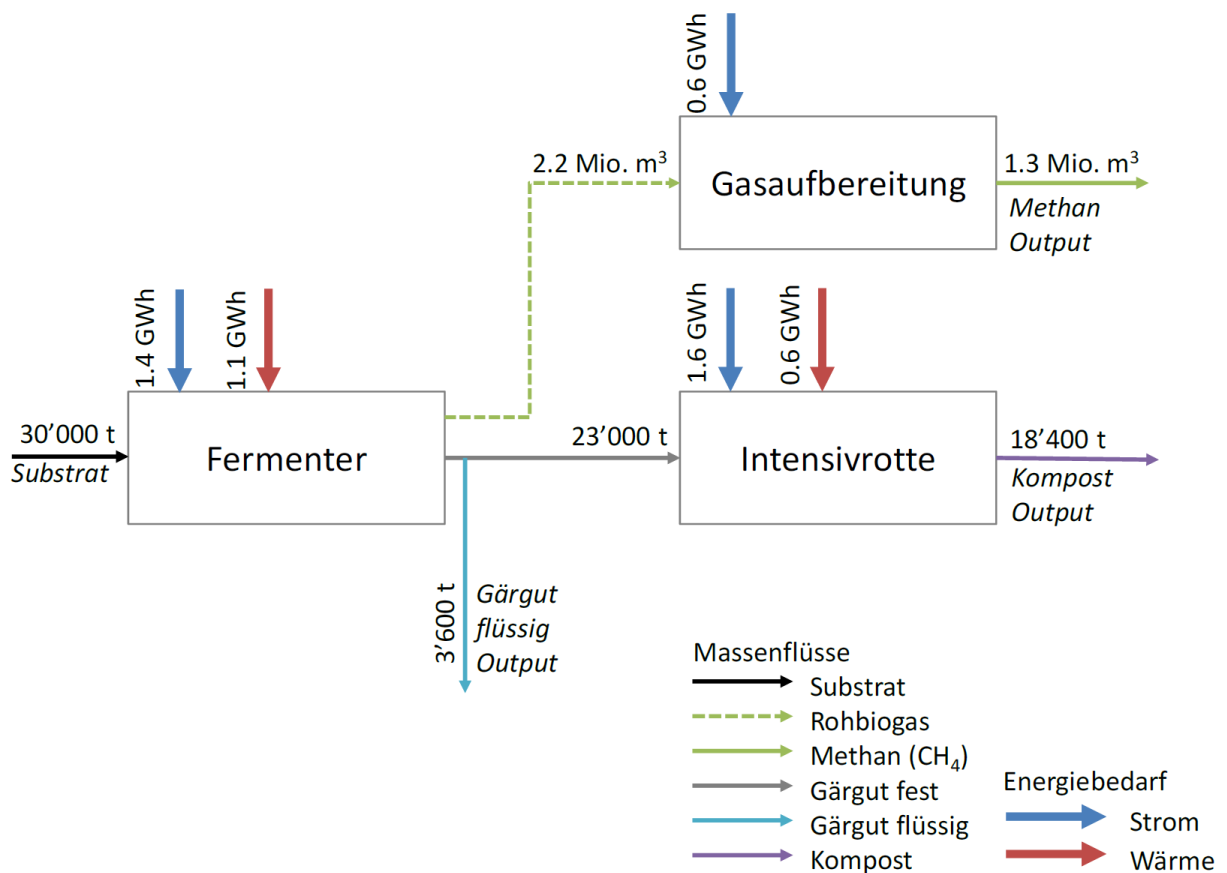 0.6 GWh
2.2 Mio. m³
Gasaufbereitung
1.3 Mio. m³
Methan
Output
1.4 GWh
1.1 GWh
1.6 GWh
0.6 GWh
30’000 t
Substrat
Fermenter
23’000 t
Intensivrotte
18’400 t
Kompost
Output
3’600 t
Gärgut
flüssig
Output
Massenflüsse
Substrat
Rohbiogas
Methan (CH₄)
Gärgut fest
Gärgut flüssig
Kompost
Energiebedarf
Strom
Wärme